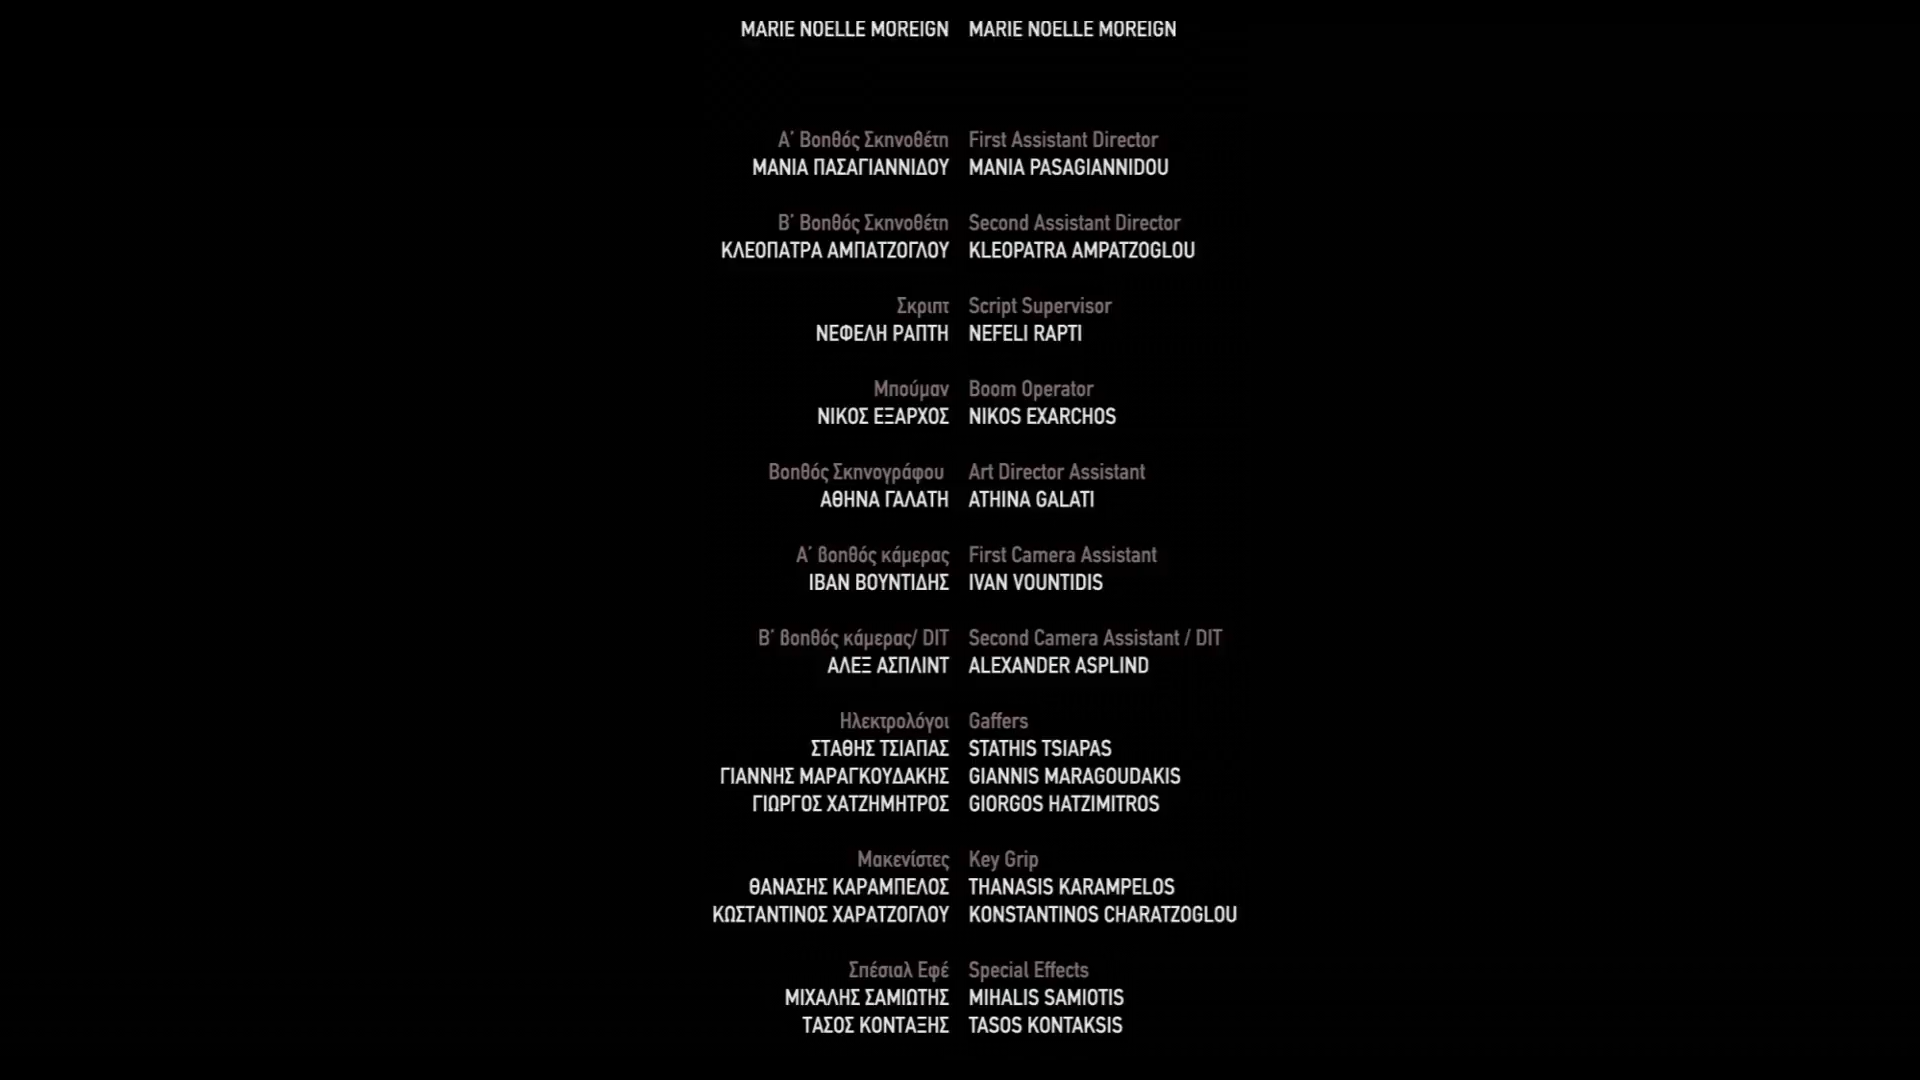 MARIE NOELLE MOREIGN MARIE NOELLE MOREIGN
Α' Βοηθός Σκηνοθέτη First Assistant Director
ΜΑΝΙΑ ΠΑΣΑΓΙΑΝΝΙΔΟΥ MANIA PASAGIANNIDOU
Β' Βοηθός Σκηνοθέτη Second Assistant Director
ΚΛΕΟΠΑΤΡΑ ΑΜΠΑΤΖΟΓΛΟΥ KLEOPATRA AMPATZOGLOU
Σκριπτ Script Supervisor
ΝΕΦΕΛΗ ΡΑΠΤΗ NEFELI RAPTI
Μπούμαν Boom Operator
ΝΙΚΟΣ ΕΞΑΡΧΟΣ NIKOS EXARCHOS
Βοηθός Σκηνογράφου Art Director Assistant
ΑΘΗΝΑ ΓΑΛΑΤΗ ATHINA GALATI
Α' βοηθός κάμερας First Camera Assistant
ΙΒΑΝ ΒΟΥΝΤΙΔΗΣ IVAN VOUNTIDIS
Β' βοηθός κάμερας/ DIT Second Camera Assistant / DIT
ΑΛΕΞ ΑΣΠΛΙΝΤ ALEXANDER ASPLIND
Ηλεκτρολόγοι Gaffers
ΣΤΑΘΗΣ ΤΣΙΑΠΑΣ STATHIS TSIAPAS
ΓΙΑΝΝΗΣ ΜΑΡΑΓΚΟΥΔΑΚΗΣ GIANNIS MARAGOUDAKIS
ΓΙΩΡΓΟΣ ΧΑΤΖΗΜΗΤΡΟΣ GIORGOS HATZIMITROS
Μακενίστες Key Grip
ΘΑΝΑΣΗΣ ΚΑΡΑΜΠΕΛΟΣ THANASIS KARAMPELOS
ΚΩΣΤΑΝΤΙΝΟΣ ΧΑΡΑΤΖΟΓΛΟΥ KONSTANTINOS CHARATZOGLOU
Σπέσιαλ Εφέ Special Effects
ΜΙΧΑΛΗΣ ΣΑΜΙΩΤΗΣ MIHALIS SAMIOTIS
ΤΑΣΟΣ ΚΟΝΤΑΞΗΣ TASOS KONTAKSIS